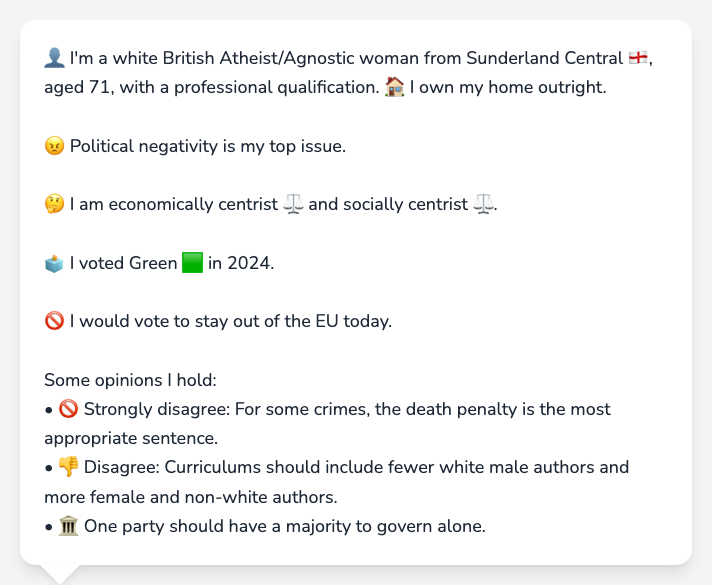 👤 I'm a white British Atheist/Agnostic woman from Sunderland Central 🏴󠁧󠁢󠁥󠁮󠁧󠁿,
aged 71, with a professional qualification. 🏠 I own my home outright.
😠 Political negativity is my top issue.
🤔 I am economically centrist ⚖️ and socially centrist ⚖️.
🗳️ I voted Green 🟩 in 2024.
🚫 I would vote to stay out of the EU today.
Some opinions I hold:
• 🚫 Strongly disagree: For some crimes, the death penalty is the most
appropriate sentence.
• 👎 Disagree: Curriculums should include fewer white male authors and
more female and non-white authors.
• 🏛️ One party should have a majority to govern alone.